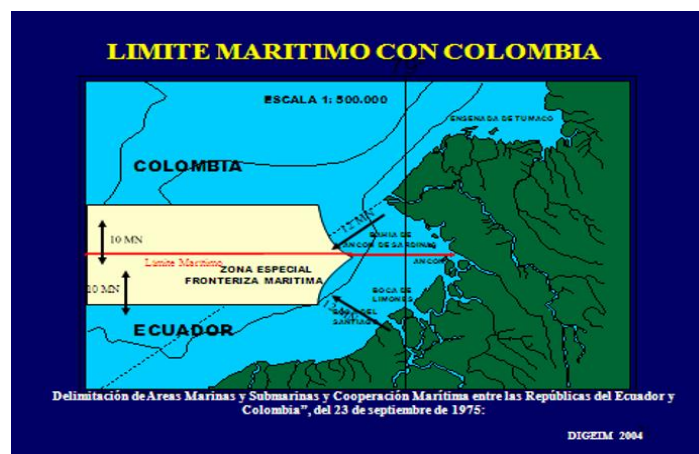 LIMITE MARITIMO CON COLOMBIA
ESCALA 1: 500.000
ENSENADA DE TUMACO
COLOMBIA
12 MN
10 MN
BAHIA DE
ANCON DE SARDINAS
Limite Maritimo
ANCON
ZONA ESPECIAL
FRONTERIZA MARITIMA
10 MN
BOCA DE
LIMONES
SANTIAGO
ECUADOR
Delimitación de Areas Marinas y Submarinas y Cooperación Marítima entre las Repúblicas del Ecuador y
Colombia”, del 23 de septiembre de 1975:
DIGEIM 2004